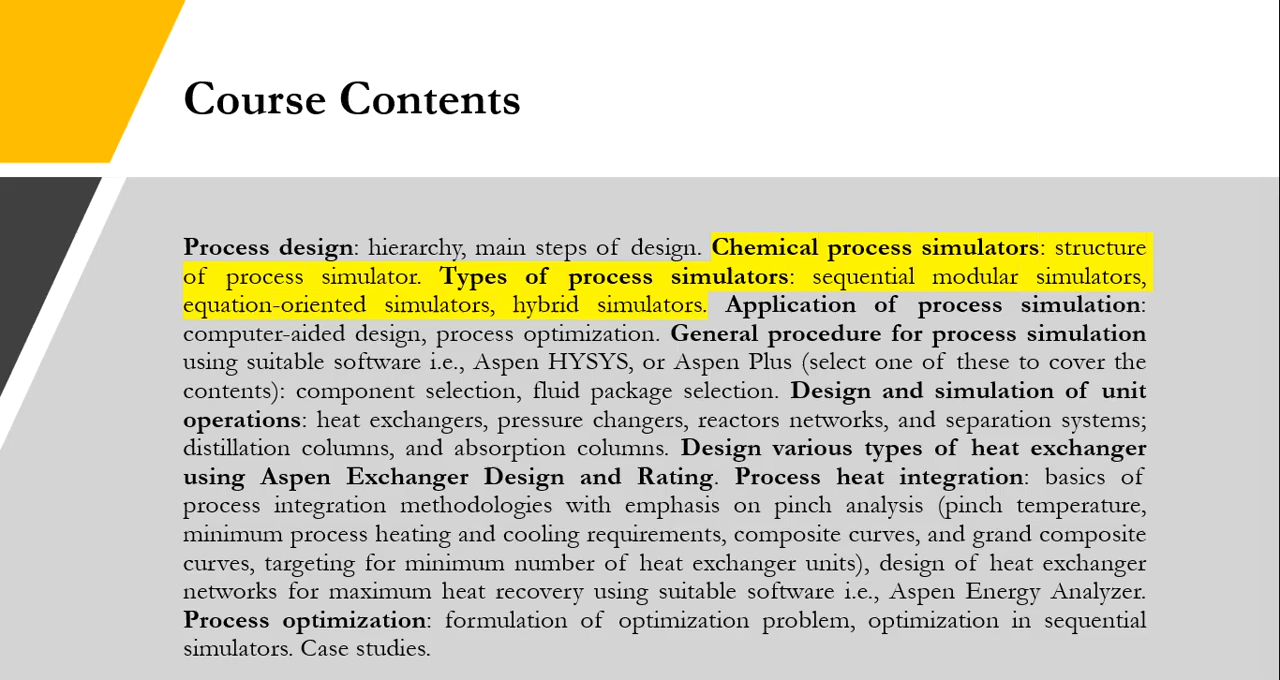 Course Contents
Process design: hierarchy, main steps of design. Chemical process simulators: structure
of process simulator. Types of process simulators: sequential modular simulators,
equation-oriented simulators, hybrid simulators. Application of process simulation:
computer-aided design, process optimization. General procedure for process simulation
using suitable software i.e., Aspen HYSYS, or Aspen Plus (select one of these to cover the
contents): component selection, fluid package selection. Design and simulation of unit
operations: heat exchangers, pressure changers, reactors networks, and separation systems;
distillation columns, and absorption columns. Design various types of heat exchanger
using Aspen Exchanger Design and Rating. Process heat integration: basics of
process integration methodologies with emphasis on pinch analysis (pinch temperature,
minimum process heating and cooling requirements, composite curves, and grand composite
curves, targeting for minimum number of heat exchanger units), design of heat exchanger
networks for maximum heat recovery using suitable software i.e., Aspen Energy Analyzer.
Process optimization: formulation of optimization problem, optimization in sequential
simulators. Case studies.